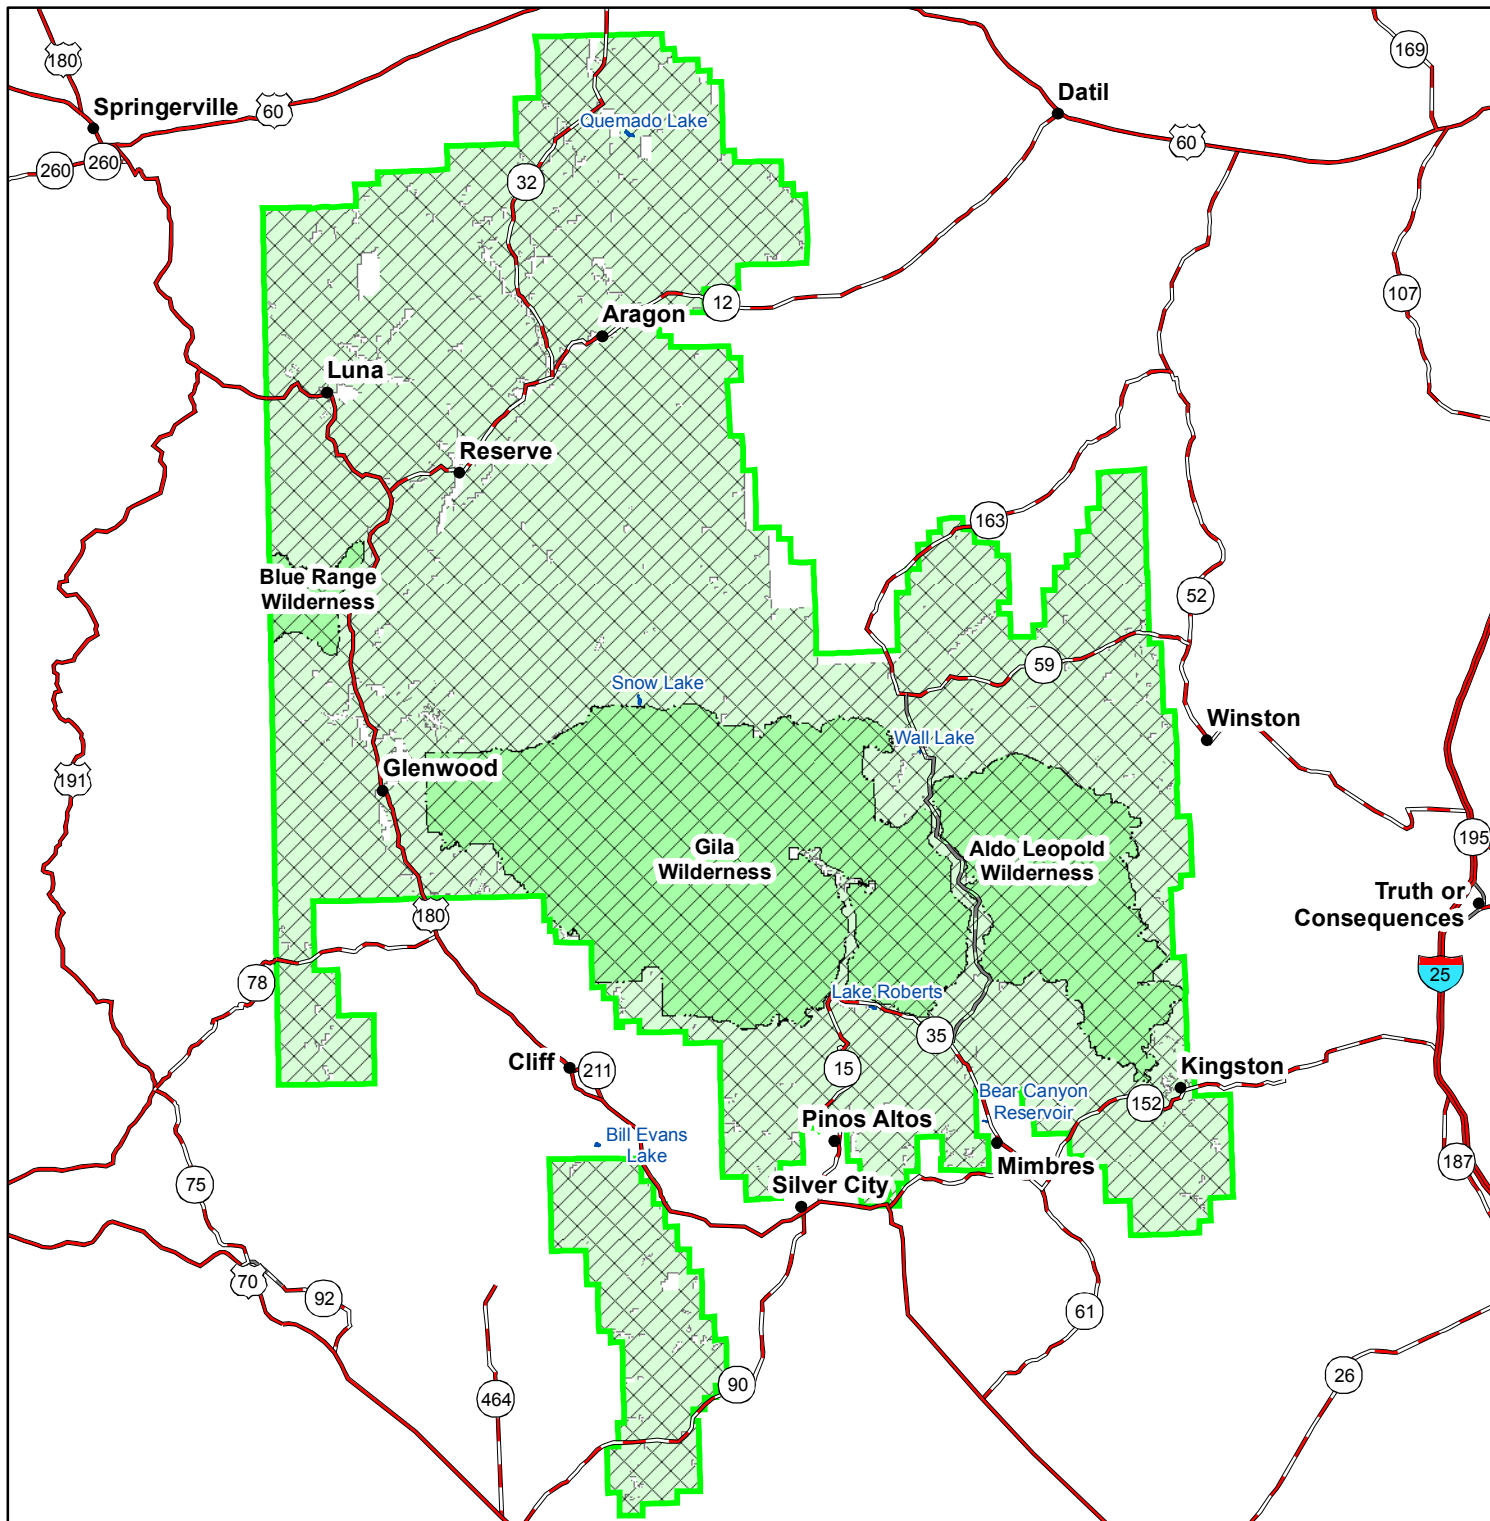 180
169
Datil
Springerville
60
Quemado Lake
60
260
260
32
107
12
Aragon
Luna
Reserve
163
Blue Range
Wilderness
52
59
Snow Lake
Winston
Wall Lake
Glenwood
191
195
Gila
Wilderness
Aldo Leopold
Wilderness
Truth or
Consequences
180
25
78
Lake Roberts
35
Cliff
211
15
Kingston
Bear Canyon
Reservoir
152
Pinos Altos
Bill Evans
Lake
Mimbres
187
75
Silver City
70
92
61
26
90
464